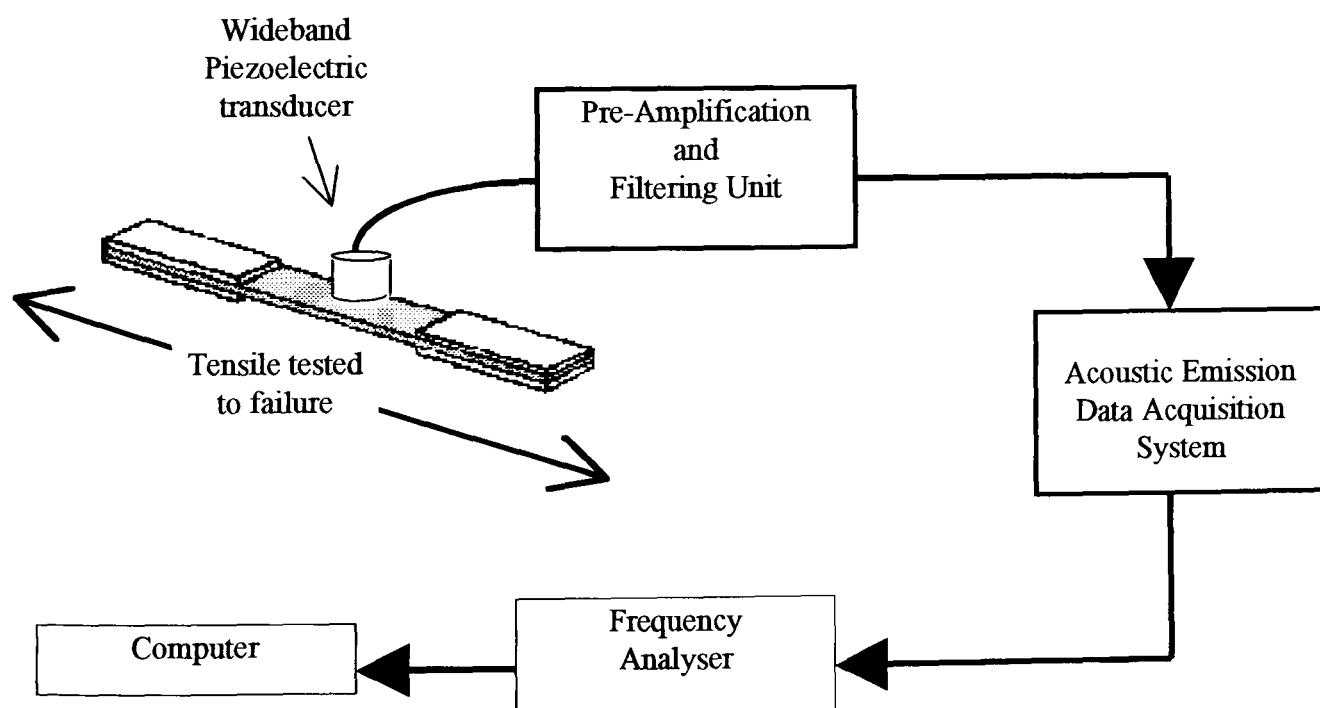 Wideband
Piezoelectric
transducer
Pre-Amplification
and
Filtering Unit
Tensile tested
to failure
Acoustic Emission
Data Acquisition
System
Frequency
Analyser
Computer